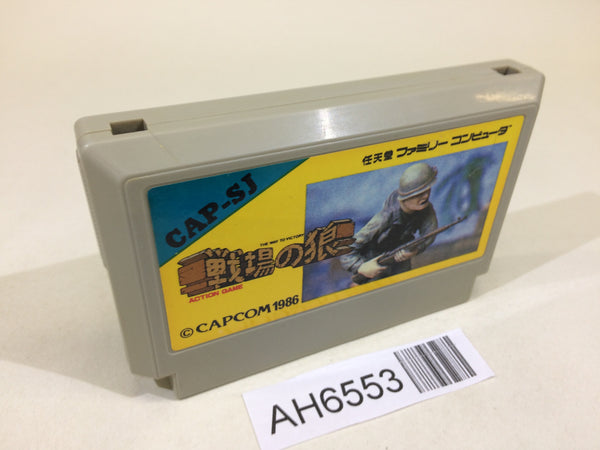 CAP-SJ
任天堂 ファミリー コンピュータ
THE WAY TO VICTORY
戦場の狼
ACTION GAME
©CAPCOM 1986
AH6553